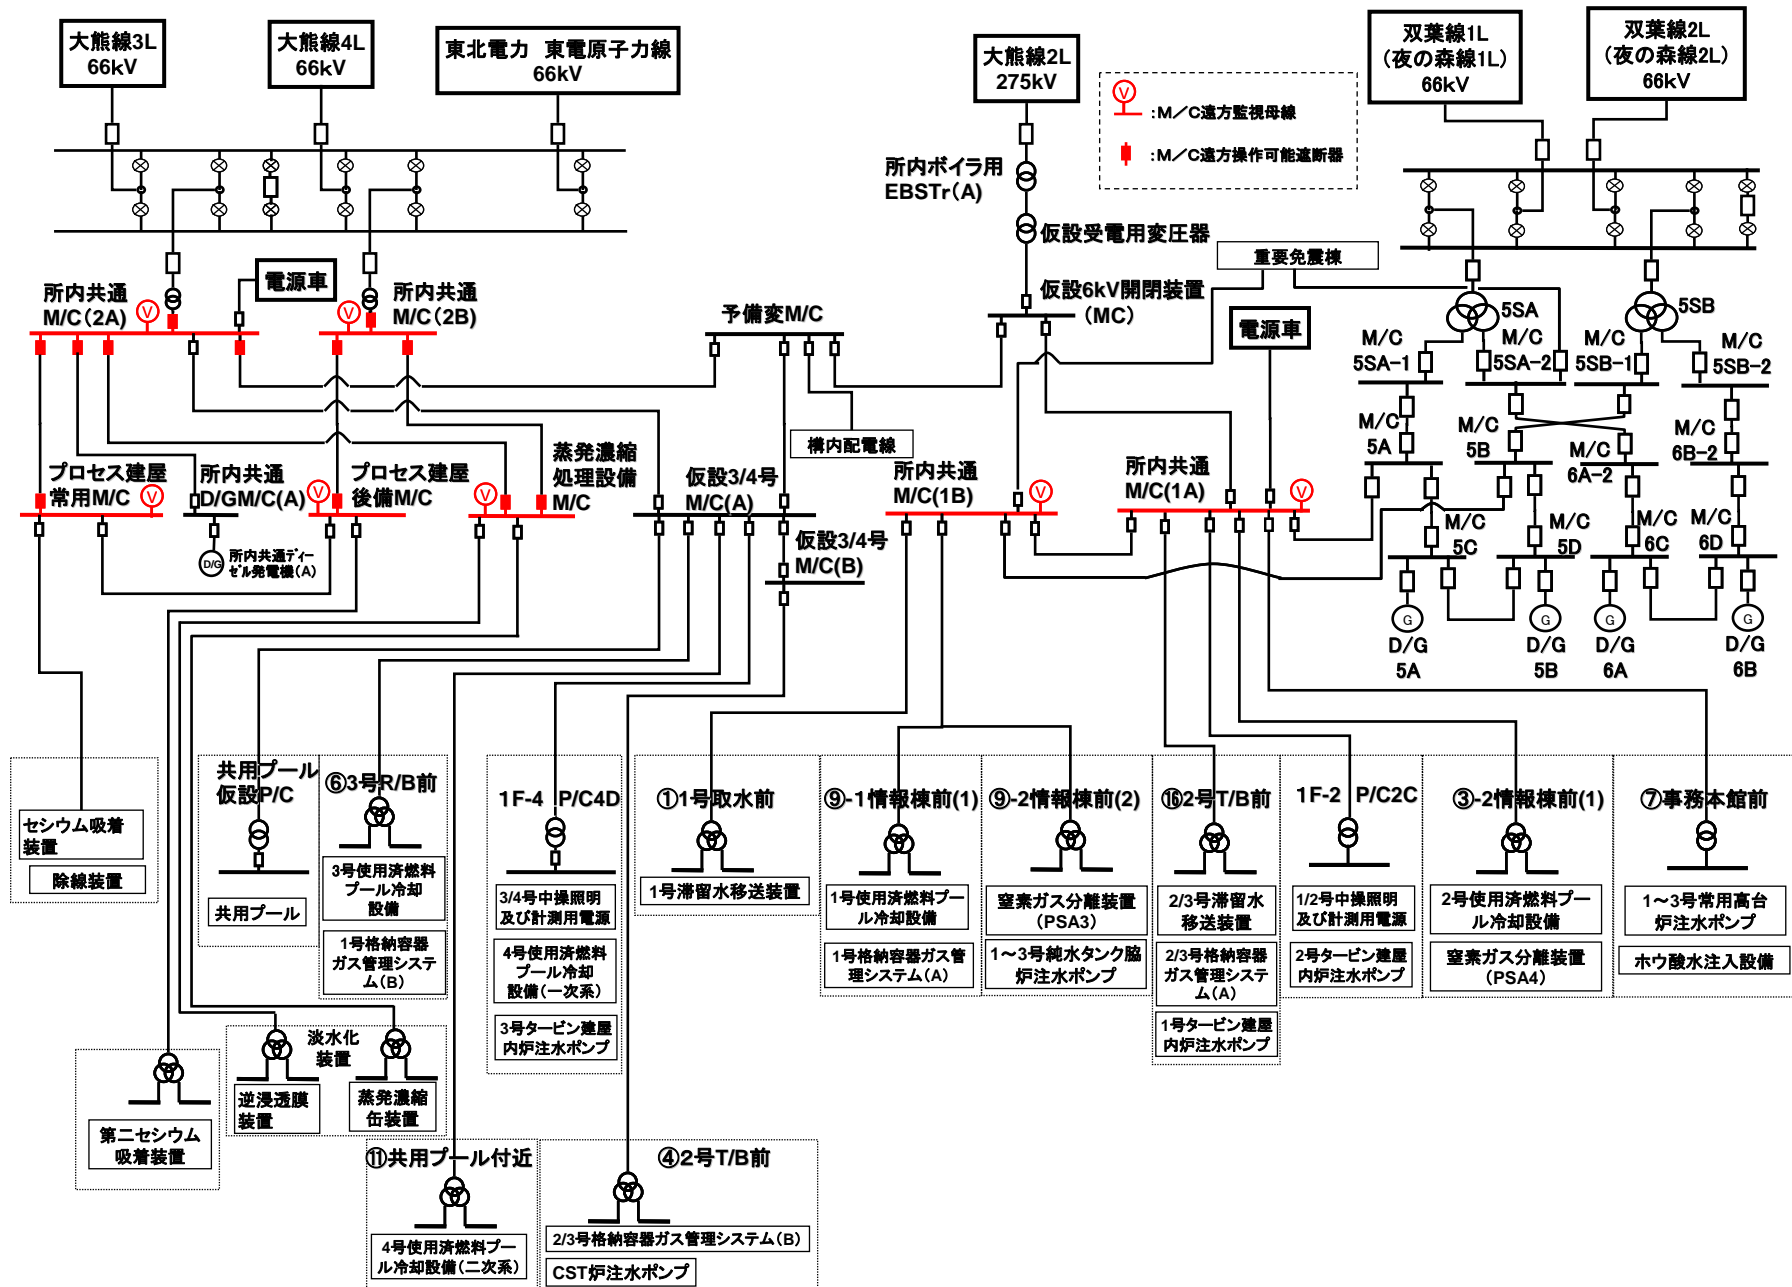 大熊線3L
66kV
大熊線4L
66kV
東北電力 東電原子力線
66kV
大熊線2L
275kV
V
:M/C遠方監視母線
:M/C遠方操作可能遮断器
双葉線1L
(夜の森線1L)
66kV
双葉線2L
(夜の森線2L)
66kV
所内ボイラ用
EBSTr(A)
仮設受電用変圧器
重要免震棟
電源車
所内共通
M/C(2A)
V
所内共通
M/C(2B)
V
予備変M/C
仮設6kV開閉装置
(MC)
電源車
5SA
5SB
M/C
5SA-1
M/C
5SA-2
M/C
5SB-1
M/C
5SB-2
構内配電線
M/C
5A
M/C
5B
M/C
6A-2
M/C
6B-2
プロセス建屋
常用M/C
V
所内共通
D/GM/C(A)
プロセス建屋
後備M/C
V
蒸発濃縮
処理設備
M/C
V
仮設3/4号
M/C(A)
所内共通
M/C(1B)
V
所内共通
M/C(1A)
V
仮設3/4号
M/C(B)
D/G
所内共通ディー
ゼル発電機(A)
M/C
5C
M/C
5D
M/C
6C
M/C
6D
G
D/G
5A
G
D/G
5B
G
D/G
6A
G
D/G
6B
セシウム吸着
装置
除線装置
共用プール
仮設P/C
共用プール
⑥3号R/B前
3号使用済燃料
プール冷却
設備
1号格納容器
ガス管理システ
ム(B)
1F-4 P/C4D
3/4号中操照明
及び計測用電源
4号使用済燃料
プール冷却
設備(一次系)
3号タービン建屋
内炉注水ポンプ
①1号取水前
1号滞留水移送装置
⑨-1情報棟前(1)
1号使用済燃料プー
ル冷却設備
1号格納容器ガス管
理システム(A)
⑨-2情報棟前(2)
窒素ガス分離装置
(PSA3)
1~3号純水タンク脇
炉注水ポンプ
⑯2号T/B前
2/3号滞留水
移送装置
2/3号格納容器
ガス管理システ
ム(A)
1号タービン建屋
内炉注水ポンプ
1F-2 P/C2C
1/2号中操照明
及び計測用電源
2号タービン建屋
内炉注水ポンプ
③-2情報棟前(1)
2号使用済燃料プー
ル冷却設備
窒素ガス分離装置
(PSA4)
⑦事務本館前
1~3号常用高台
炉注水ポンプ
ホウ酸水注入設備
第二セシウム
吸着装置
淡水化
装置
逆浸透膜
装置
蒸発濃縮
缶装置
⑪共用プール付近
4号使用済燃料プー
ル冷却設備(二次系)
④2号T/B前
2/3号格納容器ガス管理システム(B)
CST炉注水ポンプ